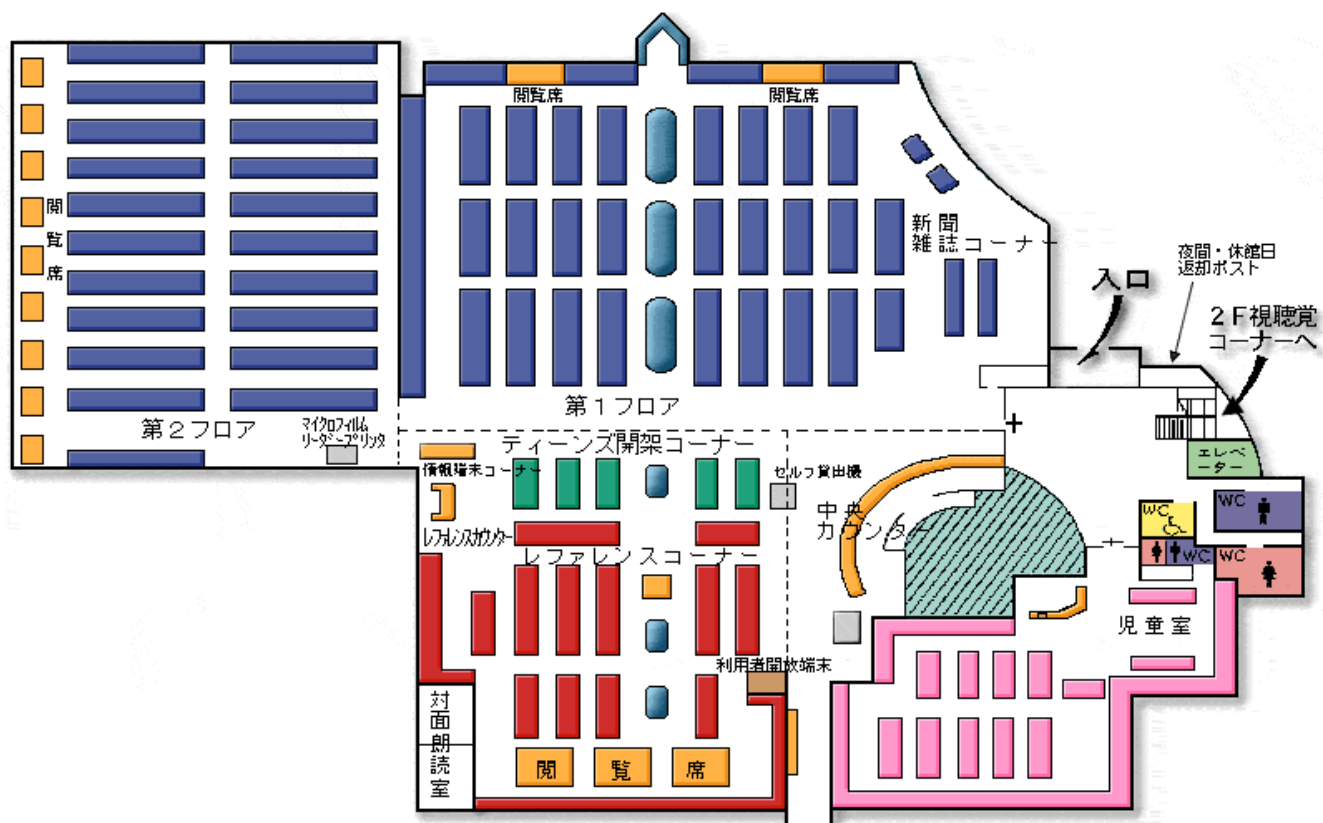 閲覧席
閲覧席
閲覧席
新聞
雑誌コーナー
夜間・休館日
返却ポスト
入口
2F視聴覚
コーナーへ
第1フロア
第2フロア
マイクロフィルム
リーダープリンタ
ティーンズ開架コーナー
情報端末コーナー
セルフ貸出機
エレベ
ーター
中央
カウンター
WC
WC
WC
WC
レファレンスカウンター
レファレンスコーナー
児童室
利用者開放端末
対面朗読室
閲覧席